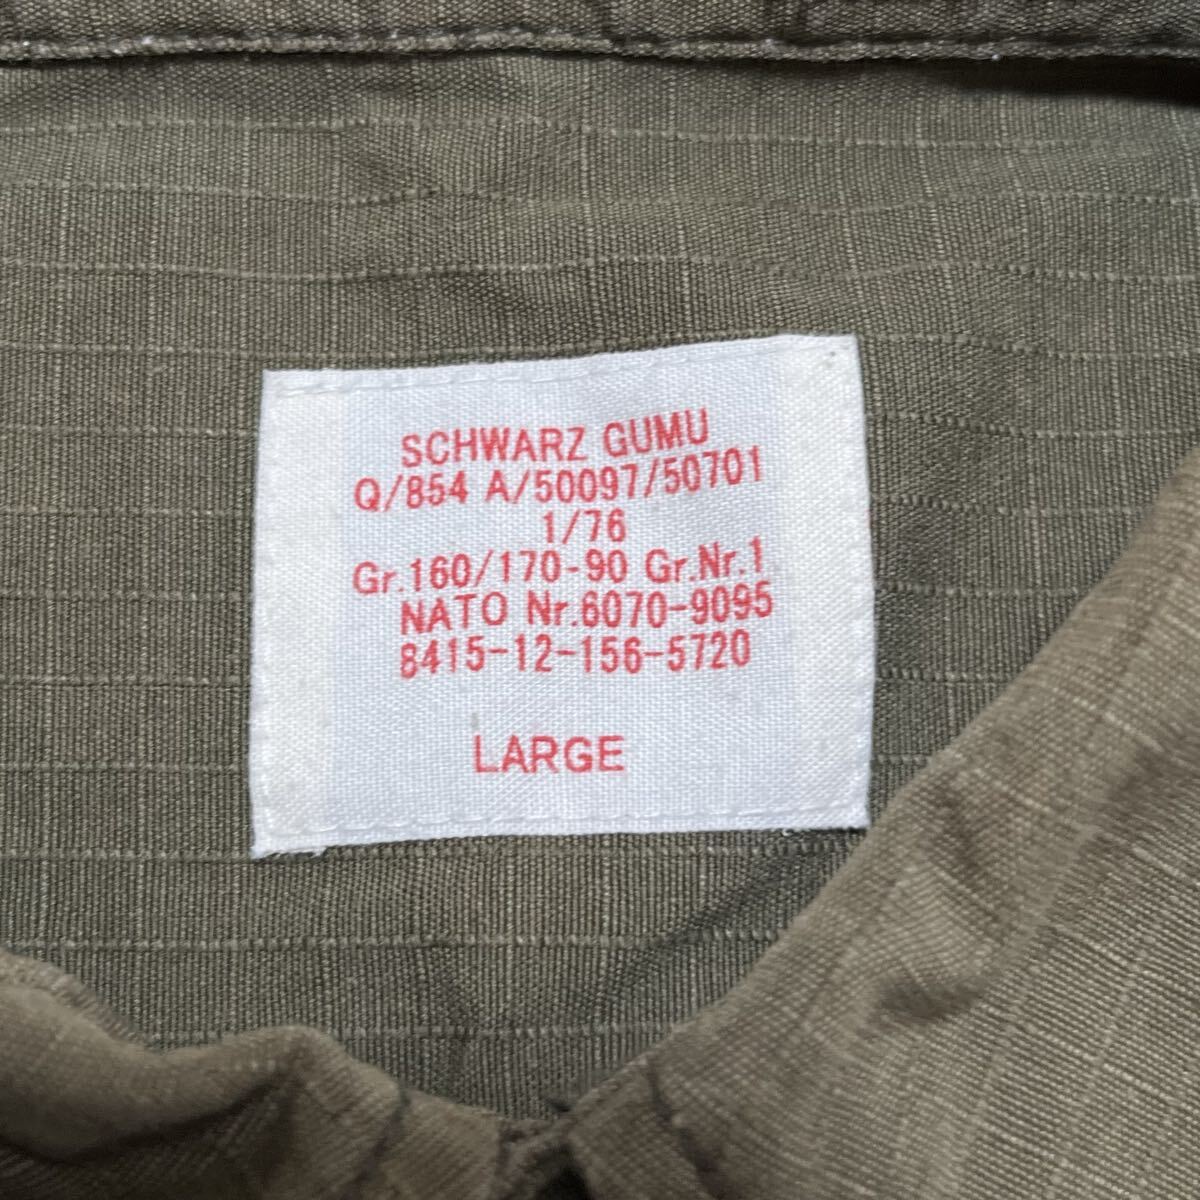 SCHWARZ GUMU
Q/854 A/50097/50701
1/76
Gr.160/170-90 Gr.Nr.1
NATO Nr.6070-9095
8415-12-156-5720
LARGE